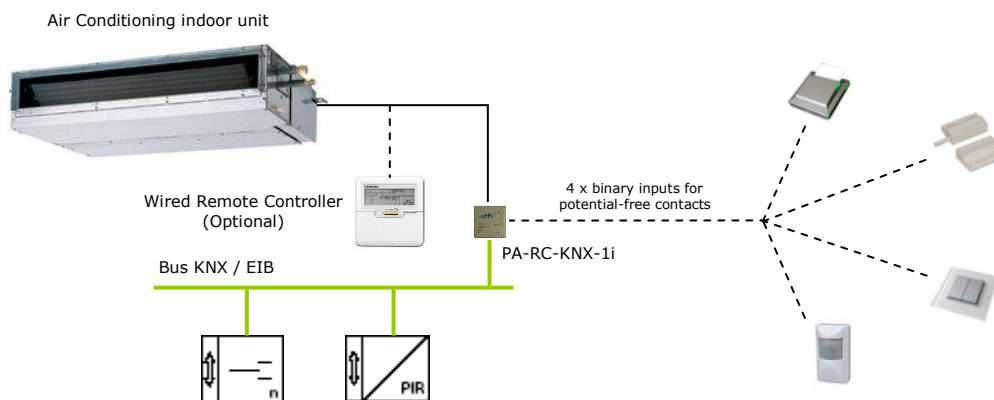 Air Conditioning indoor unit
Wired Remote Controller
(Optional)
4 x binary inputs for
potential-free contacts
PA-RC-KNX-1i
Bus KNX / EIB
n
PIR